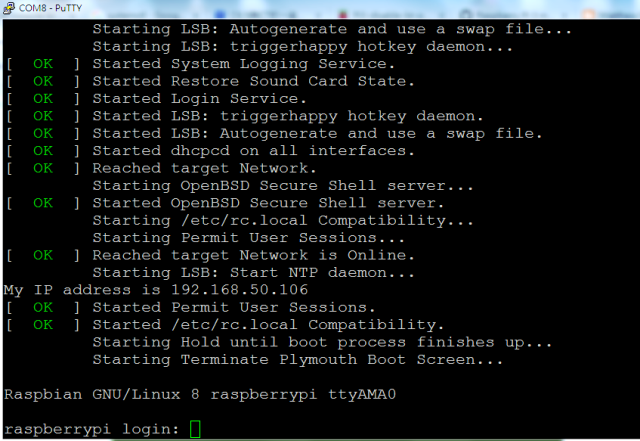 COM8 - PuTTY
Starting LSB: Autogenerate and use a swap file...
Starting LSB: triggerhappy hotkey daemon...
[  OK  ] Started System Logging Service.
[  OK  ] Started Restore Sound Card State.
[  OK  ] Started Login Service.
[  OK  ] Started LSB: triggerhappy hotkey daemon.
[  OK  ] Started LSB: Autogenerate and use a swap file.
[  OK  ] Started dhcpcd on all interfaces.
[  OK  ] Reached target Network.
Starting OpenBSD Secure Shell server...
[  OK  ] Started OpenBSD Secure Shell server.
Starting /etc/rc.local Compatibility...
Starting Permit User Sessions...
[  OK  ] Reached target Network is Online.
Starting LSB: Start NTP daemon...
My IP address is 192.168.50.106
[  OK  ] Started Permit User Sessions.
[  OK  ] Started /etc/rc.local Compatibility.
Starting Hold until boot process finishes up...
Starting Terminate Plymouth Boot Screen...
Raspbian GNU/Linux 8 raspberrypi ttyAMA0
raspberrypi login: